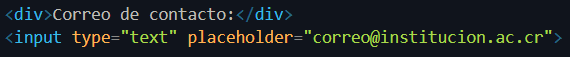 <div>Correo de contacto:</div>
<input type="text" placeholder="correo@institucion.ac.cr">